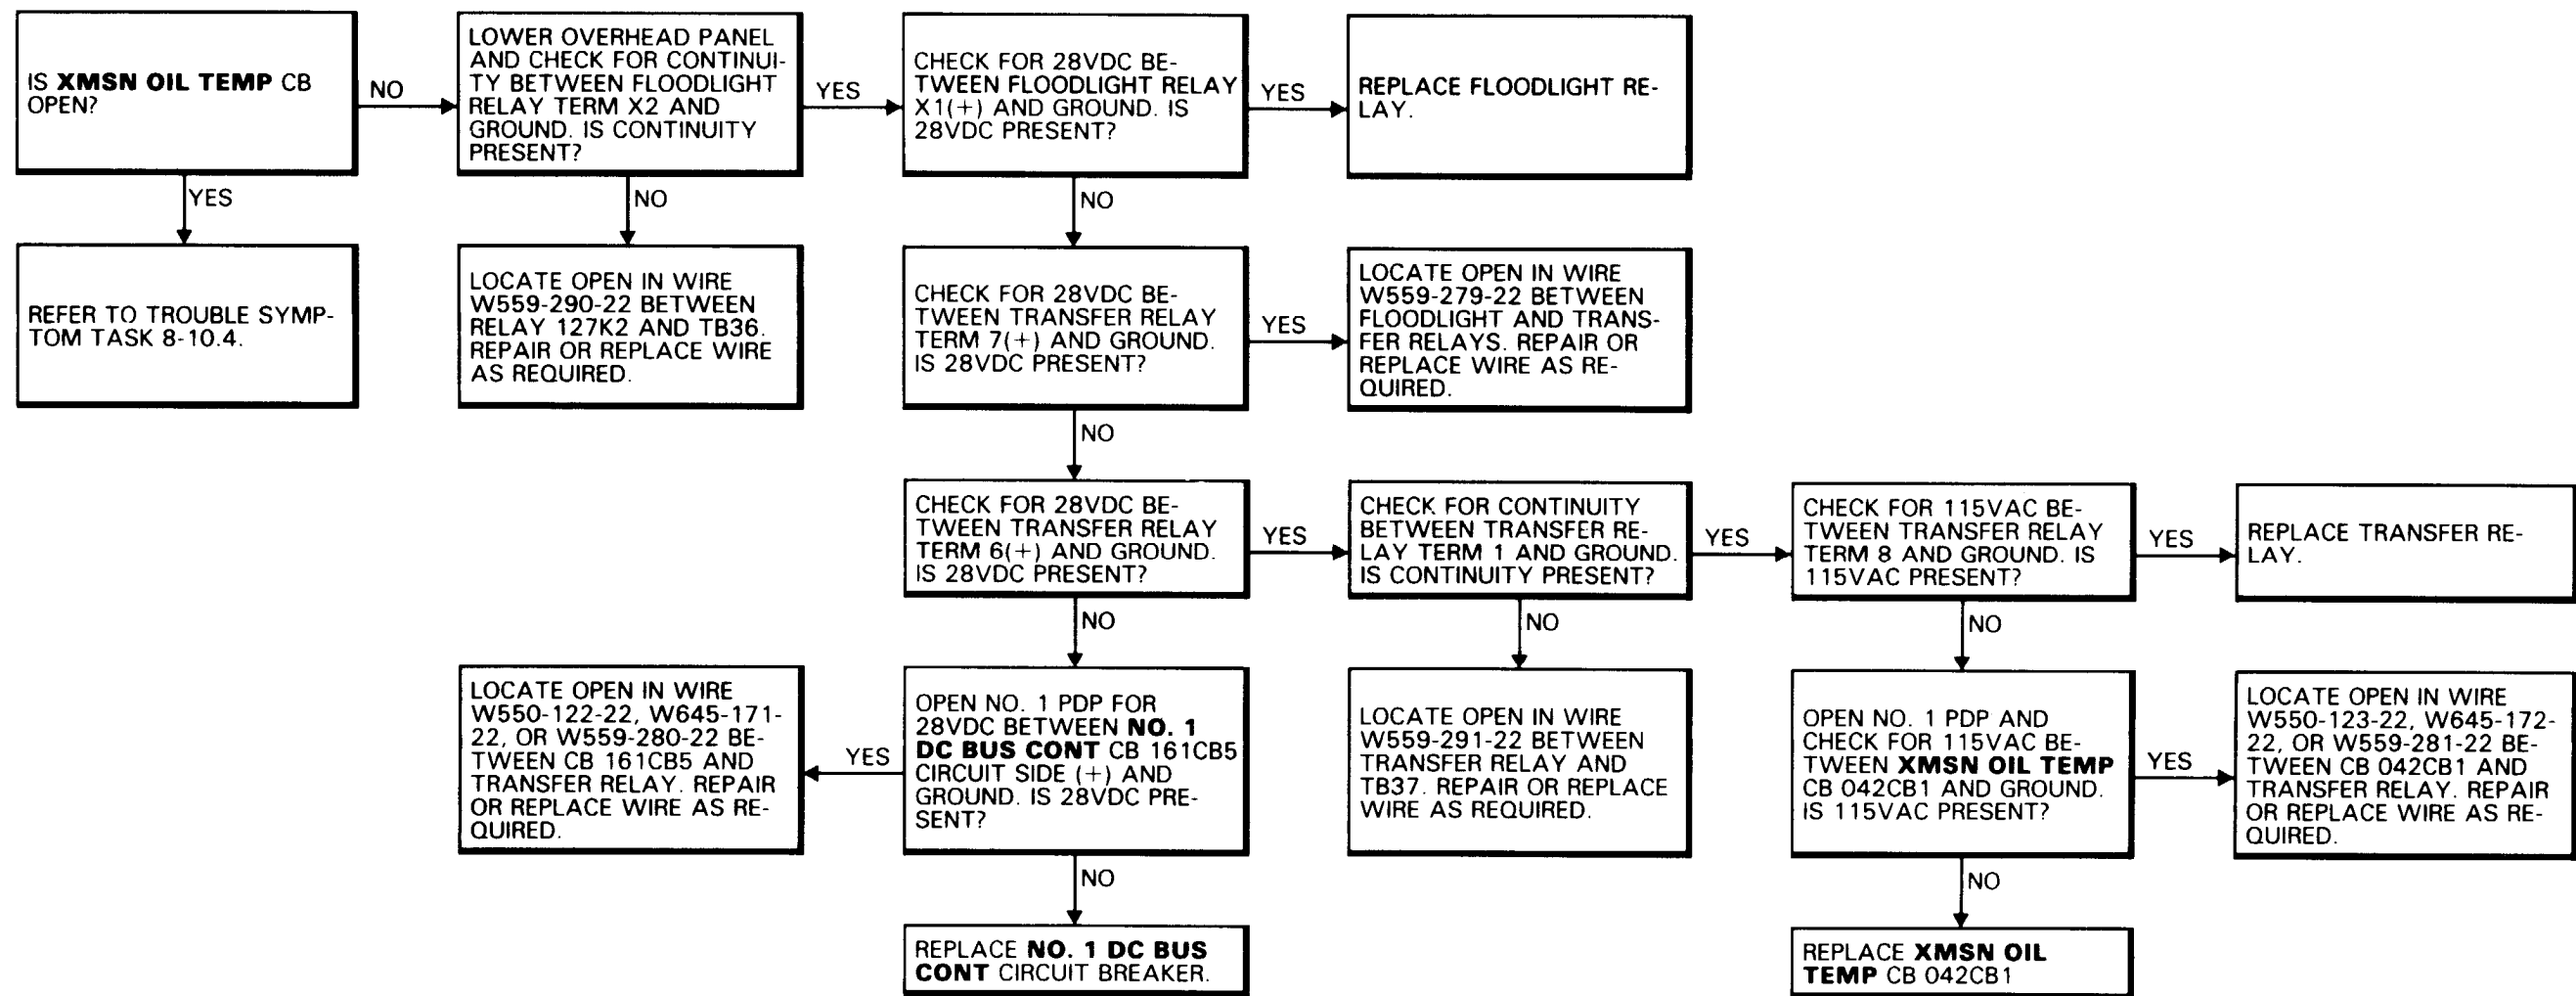 IS XMSN OIL TEMP CB
OPEN?
NO
YES
LOWER OVERHEAD PANEL
AND CHECK FOR CONTINUI-
TY BETWEEN FLOODLIGHT
RELAY TERM X2 AND
GROUND. IS CONTINUITY
PRESENT?
YES
NO
CHECK FOR 28VDC BE-
TWEEN FLOODLIGHT RELAY
X1(+) AND GROUND. IS
28VDC PRESENT?
YES
NO
REPLACE FLOODLIGHT RE-
LAY.
REFER TO TROUBLE SYMP-
TOM TASK 8-10.4.
LOCATE OPEN IN WIRE
W559-290-22 BETWEEN
RELAY 127K2 AND TB36.
REPAIR OR REPLACE WIRE
AS REQUIRED.
CHECK FOR 28VDC BE-
TWEEN TRANSFER RELAY
TERM 7(+) AND GROUND.
IS 28VDC PRESENT?
YES
NO
LOCATE OPEN IN WIRE
W559-279-22 BETWEEN
FLOODLIGHT AND TRANS-
FER RELAYS. REPAIR OR
REPLACE WIRE AS RE-
QUIRED.
CHECK FOR 28VDC BE-
TWEEN TRANSFER RELAY
TERM 6(+) AND GROUND.
IS 28VDC PRESENT?
YES
NO
CHECK FOR CONTINUITY
BETWEEN TRANSFER RE-
LAY TERM 1 AND GROUND.
IS CONTINUITY PRESENT?
YES
NO
CHECK FOR 115VAC BE-
TWEEN TRANSFER RELAY
TERM 8 AND GROUND. IS
115VAC PRESENT?
YES
NO
REPLACE TRANSFER RE-
LAY.
LOCATE OPEN IN WIRE
W550-122-22, W645-171-
22, OR W559-280-22 BE-
TWEEN CB 161CB5 AND
TRANSFER RELAY. REPAIR
OR REPLACE WIRE AS RE-
QUIRED.
YES
OPEN NO. 1 PDP FOR
28VDC BETWEEN NO. 1
DC BUS CONT CB 161CB5
CIRCUIT SIDE (+) AND
GROUND. IS 28VDC PRE-
SENT?
NO
LOCATE OPEN IN WIRE
W559-291-22 BETWEEN
TRANSFER RELAY AND
TB37. REPAIR OR REPLACE
WIRE AS REQUIRED.
OPEN NO. 1 PDP AND
CHECK FOR 115VAC BE-
TWEEN XMSN OIL TEMP
CB 042CB1 AND GROUND.
IS 115VAC PRESENT?
YES
NO
LOCATE OPEN IN WIRE
W550-123-22, W645-172-
22, OR W559-281-22 BE-
TWEEN CB 042CB1 AND
TRANSFER RELAY. REPAIR
OR REPLACE WIRE AS RE-
QUIRED.
REPLACE NO. 1 DC BUS
CONT CIRCUIT BREAKER.
REPLACE XMSN OIL
TEMP CB 042CB1